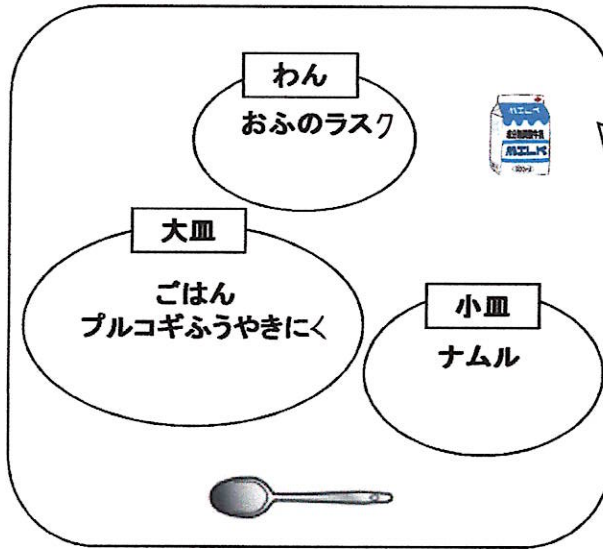 わん
おふのラスク
大皿
ごはん
プルコギふうやきにく
小皿
ナムル